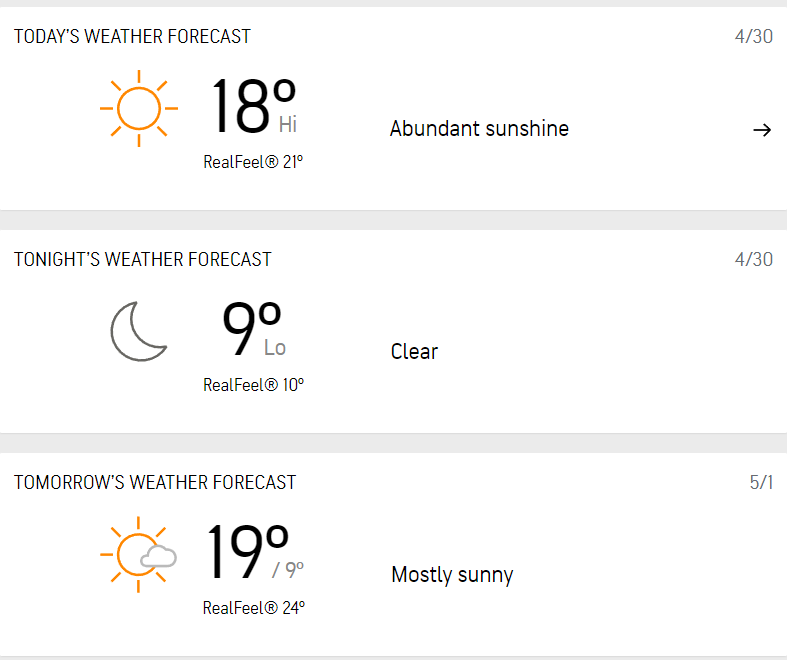 TODAY'S WEATHER FORECAST 4/30
18° Hi
Abundant sunshine →
RealFeel® 21°
TONIGHT'S WEATHER FORECAST 4/30
9° Lo
Clear
RealFeel® 10°
TOMORROW'S WEATHER FORECAST 5/1
19° / 9°
Mostly sunny
RealFeel® 24°